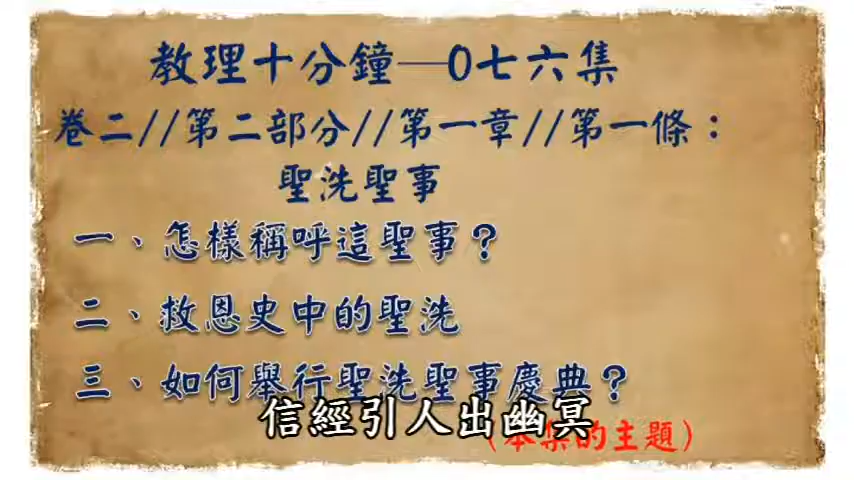 教理十分鐘—0七六集
卷二//第二部分//第一章//第一條：
聖洗聖事
一、怎樣稱呼這聖事？
二、救恩史中的聖洗
三、如何舉行聖洗聖事慶典？
信經引人出幽冥
（本集的主題）